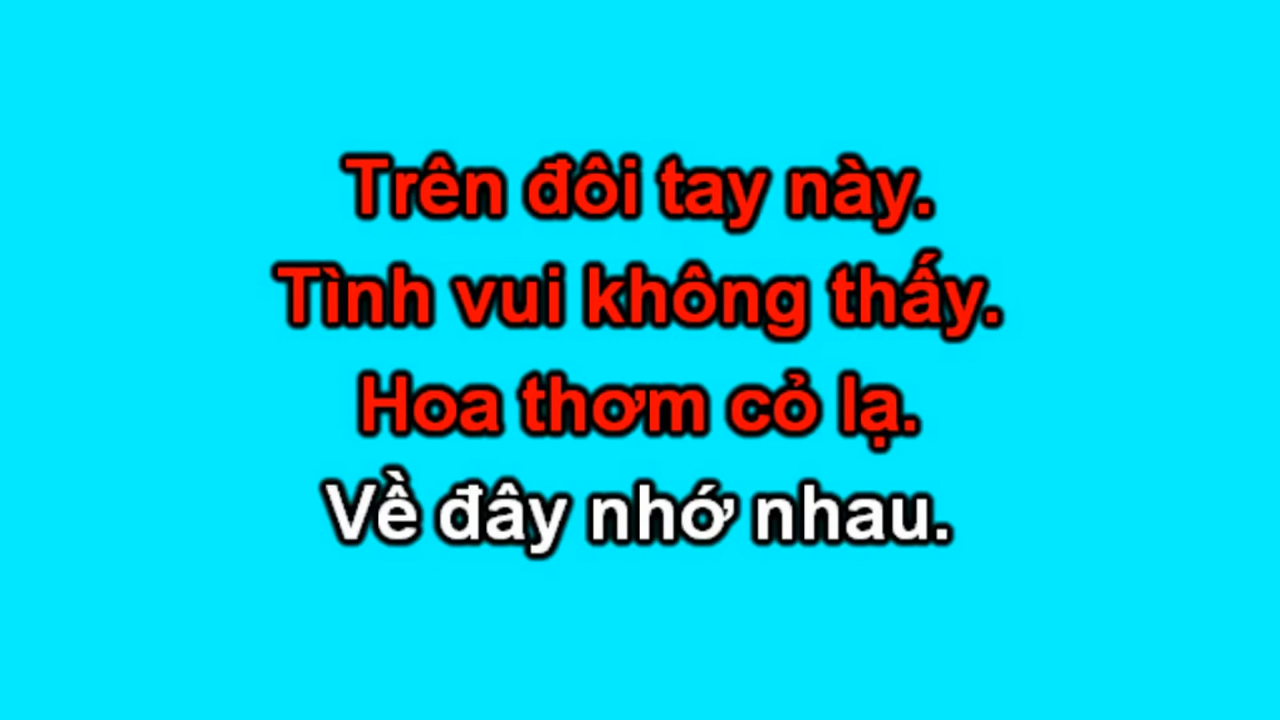 Trên đôi tay này.
Tình vui không thấy.
Hoa thơm cỏ lạ.
Về đây nhớ nhau.